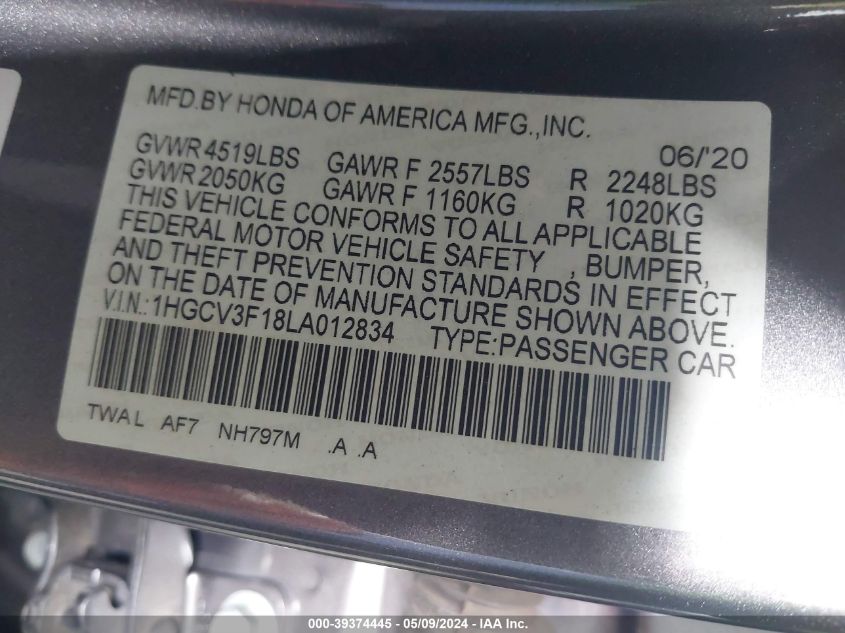 MFD.BY HONDA OF AMERICA MFG.,INC.
06/'20
GVWR 4519LBS GAWR F 2557LBS R 2248LBS
GVWR 2050KG GAWR F 1160KG R 1020KG
THIS VEHICLE CONFORMS TO ALL APPLICABLE
FEDERAL MOTOR VEHICLE SAFETY , BUMPER,
AND THEFT PREVENTION STANDARDS IN EFFECT
ON THE DATE OF MANUFACTURE SHOWN ABOVE.
V.I.N.: 1HGCV3F18LA012834 TYPE:PASSENGER CAR
TWAL AF7 NH797M .A .A
000-39374445 - 05/09/2024 - IAA Inc.